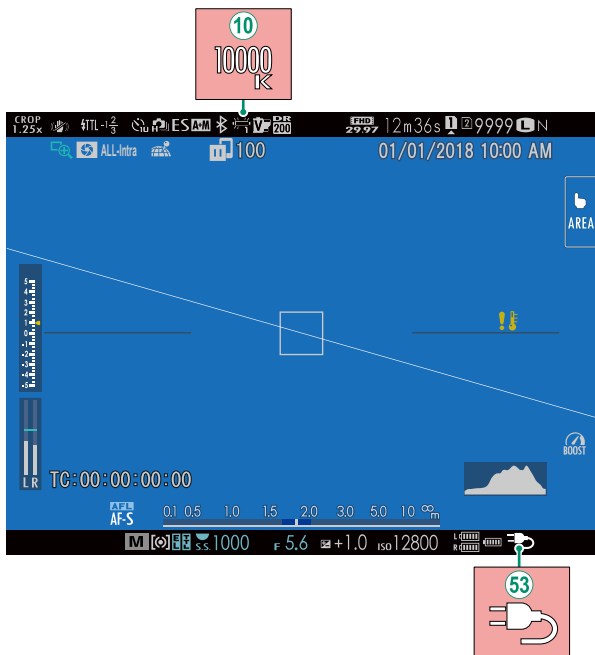 10
10000
K
CROP
1.25x TTL-1 2/3 10 H ES A+M V DR
200 FHD
29.97 12m36s 1 2 9999 L N
S ALL-Intra 100 01/01/2018 10:00 AM
AREA
5
4
3
2
1
0
-1
-2
-3
-4
-5
!
BOOST
L R TC:00:00:00:00
AFL
AF-S 0.1 0.5 1.0 1.5 2.0 3.0 5.0 10 ∞ m
M S.S. 1000 F 5.6 +1.0 ISO 12800 L
R
53